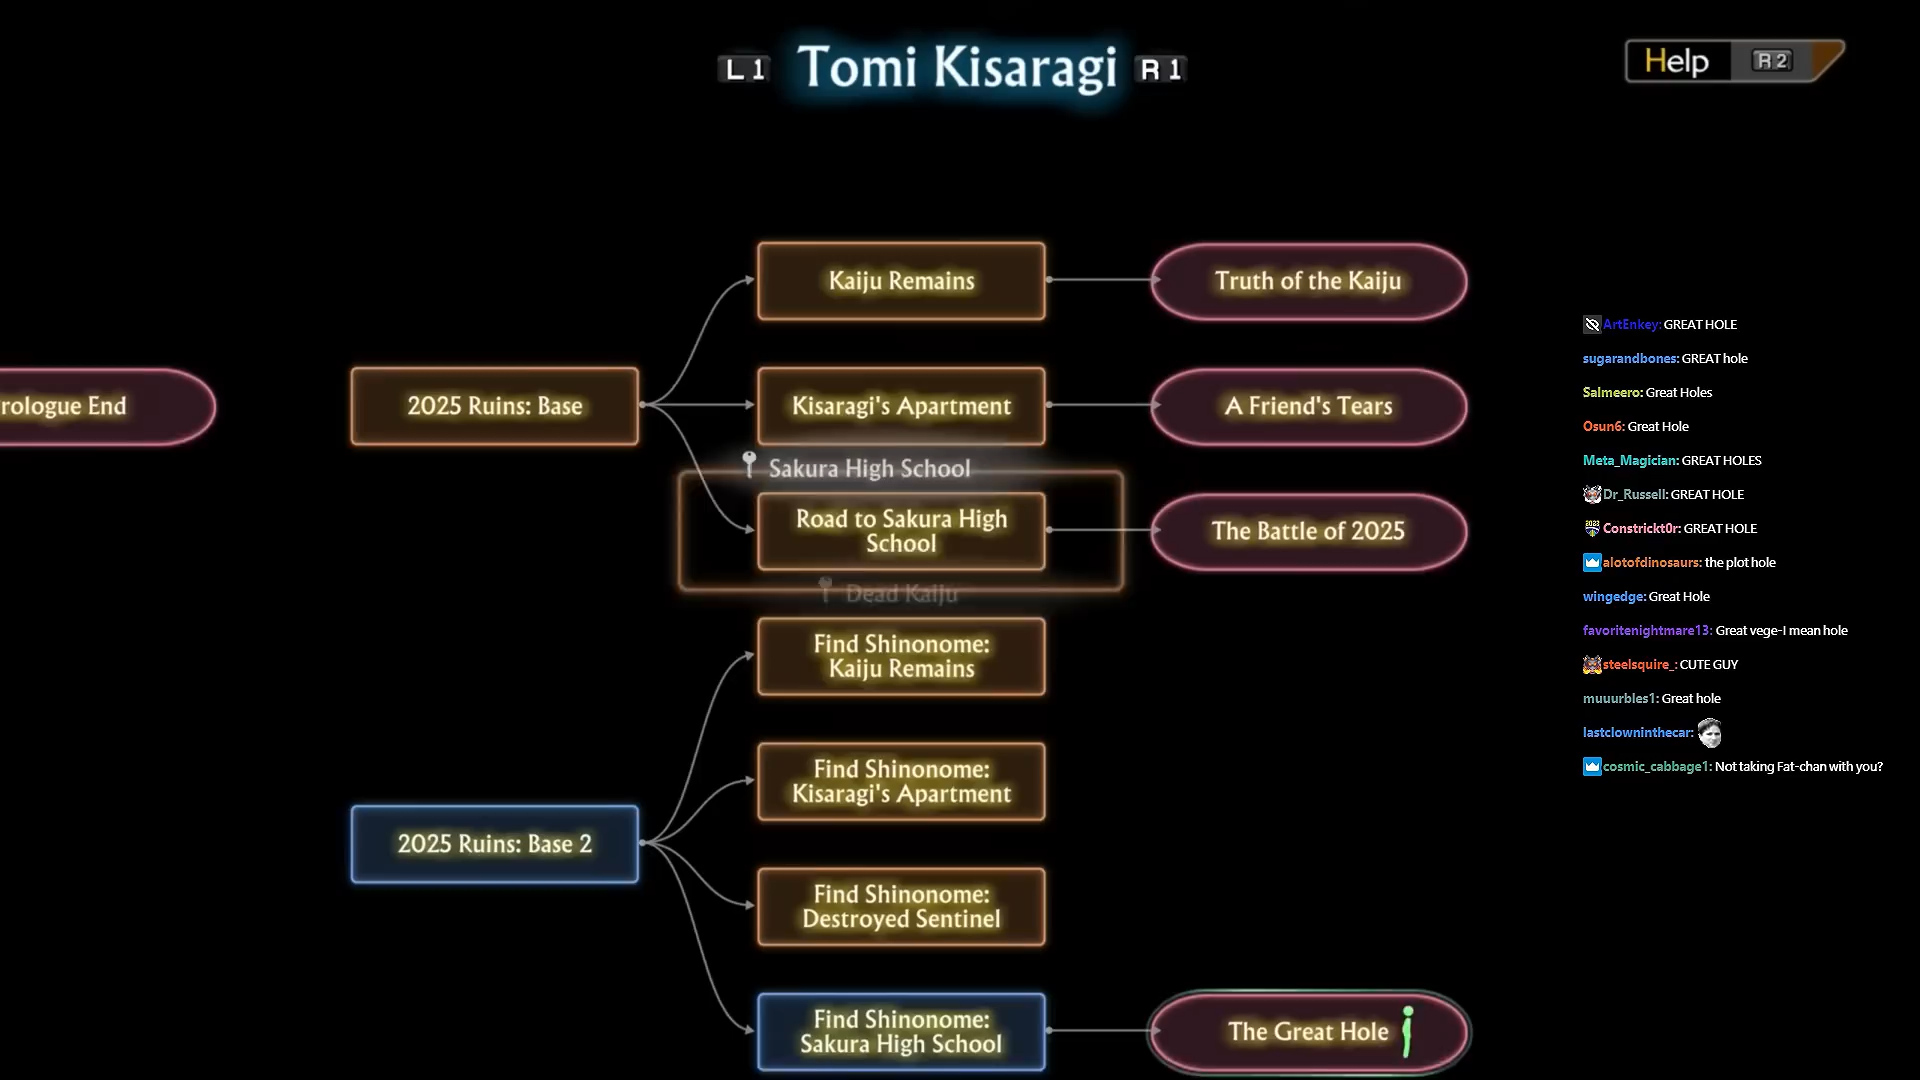 L1 Tomi Kisaragi R1
Help R2
Kaiju Remains
Truth of the Kaiju
rologue End
2025 Ruins: Base
Kisaragi's Apartment
A Friend's Tears
Sakura High School
Road to Sakura High
School
The Battle of 2025
Dead Kaiju
Find Shinonome:
Kaiju Remains
Find Shinonome:
Kisaragi's Apartment
2025 Ruins: Base 2
Find Shinonome:
Destroyed Sentinel
Find Shinonome:
Sakura High School
The Great Hole
ArtEnkey: GREAT HOLE
sugarandbones: GREAT hole
Salmeero: Great Holes
Osun6: Great Hole
Meta_Magician: GREAT HOLES
Dr_Russell: GREAT HOLE
Constrickt0r: GREAT HOLE
alotofdinosaurs: the plot hole
wingedge: Great Hole
favoritenightmare13: Great vege-I mean hole
steelsquire_: CUTE GUY
muuurbles1: Great hole
lastclowninthecar:
cosmic_cabbage1: Not taking Fat-chan with you?